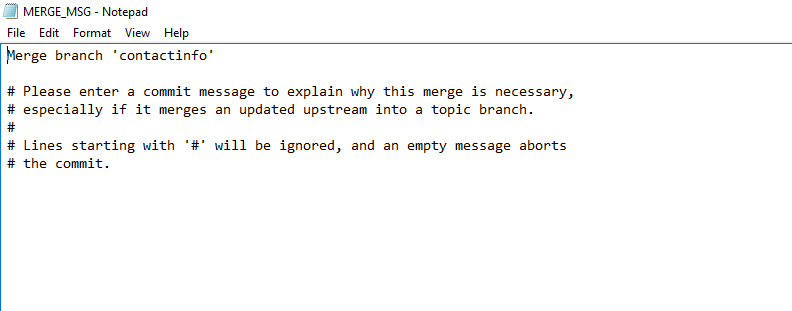 MERGE_MSG - Notepad
File Edit Format View Help
Merge branch 'contactinfo'
# Please enter a commit message to explain why this merge is necessary,
# especially if it merges an updated upstream into a topic branch.
#
# Lines starting with '#' will be ignored, and an empty message aborts
# the commit.